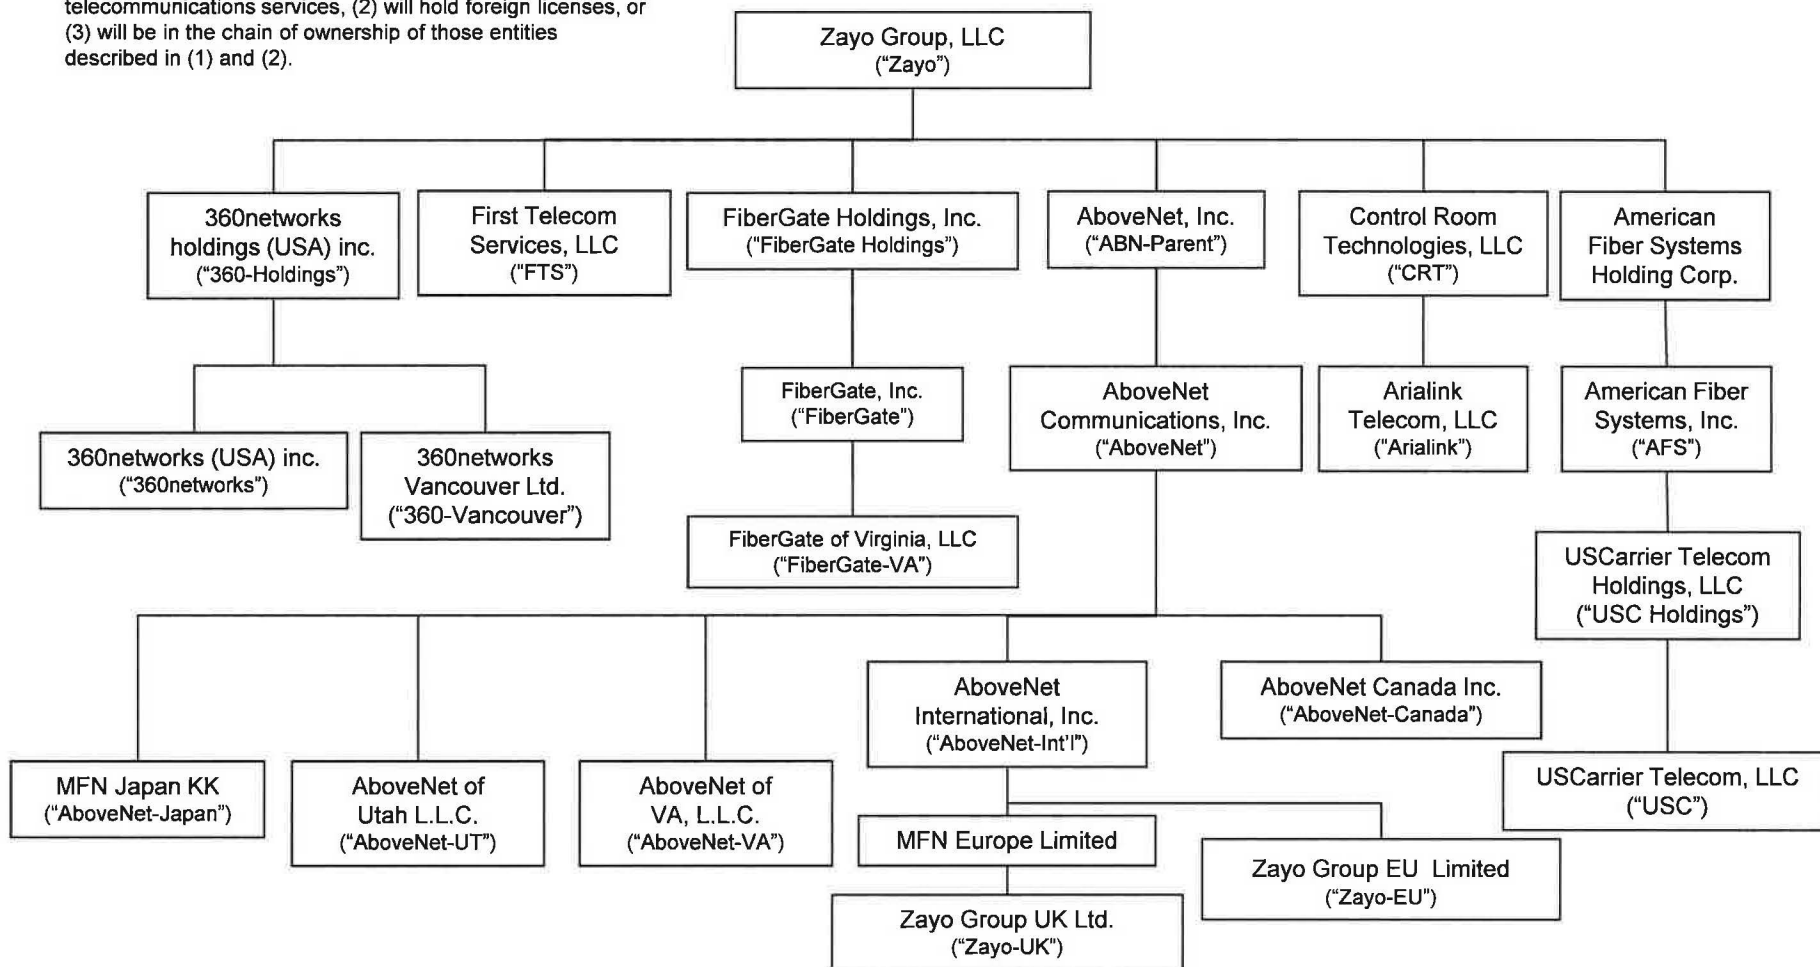 telecommunications services, (2) will hold foreign licenses, or
(3) will be in the chain of ownership of those entities
described in (1) and (2).
Zayo Group, LLC
("Zayo")
360networks
holdings (USA) inc.
("360-Holdings")
First Telecom
Services, LLC
("FTS")
FiberGate Holdings, Inc.
("FiberGate Holdings")
AboveNet, Inc.
("ABN-Parent")
Control Room
Technologies, LLC
("CRT")
American
Fiber Systems
Holding Corp.
360networks (USA) inc.
("360networks")
360networks
Vancouver Ltd.
("360-Vancouver")
FiberGate, Inc.
("FiberGate")
AboveNet
Communications, Inc.
("AboveNet")
Arialink
Telecom, LLC
("Arialink")
American Fiber
Systems, Inc.
("AFS")
FiberGate of Virginia, LLC
("FiberGate-VA")
USCarrier Telecom
Holdings, LLC
("USC Holdings")
MFN Japan KK
("AboveNet-Japan")
AboveNet of
Utah L.L.C.
("AboveNet-UT")
AboveNet of
VA, L.L.C.
("AboveNet-VA")
AboveNet
International, Inc.
("AboveNet-Int'l")
AboveNet Canada Inc.
("AboveNet-Canada")
USCarrier Telecom, LLC
("USC")
MFN Europe Limited
Zayo Group EU Limited
("Zayo-EU")
Zayo Group UK Ltd.
("Zayo-UK")